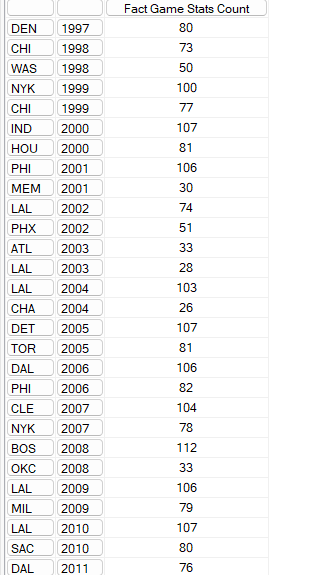 Fact Game Stats Count
DEN 1997 80
CHI 1998 73
WAS 1998 50
NYK 1999 100
CHI 1999 77
IND 2000 107
HOU 2000 81
PHI 2001 106
MEM 2001 30
LAL 2002 74
PHX 2002 51
ATL 2003 33
LAL 2003 28
LAL 2004 103
CHA 2004 26
DET 2005 107
TOR 2005 81
DAL 2006 106
PHI 2006 82
CLE 2007 104
NYK 2007 78
BOS 2008 112
OKC 2008 33
LAL 2009 106
MIL 2009 79
LAL 2010 107
SAC 2010 80
DAL 2011 76